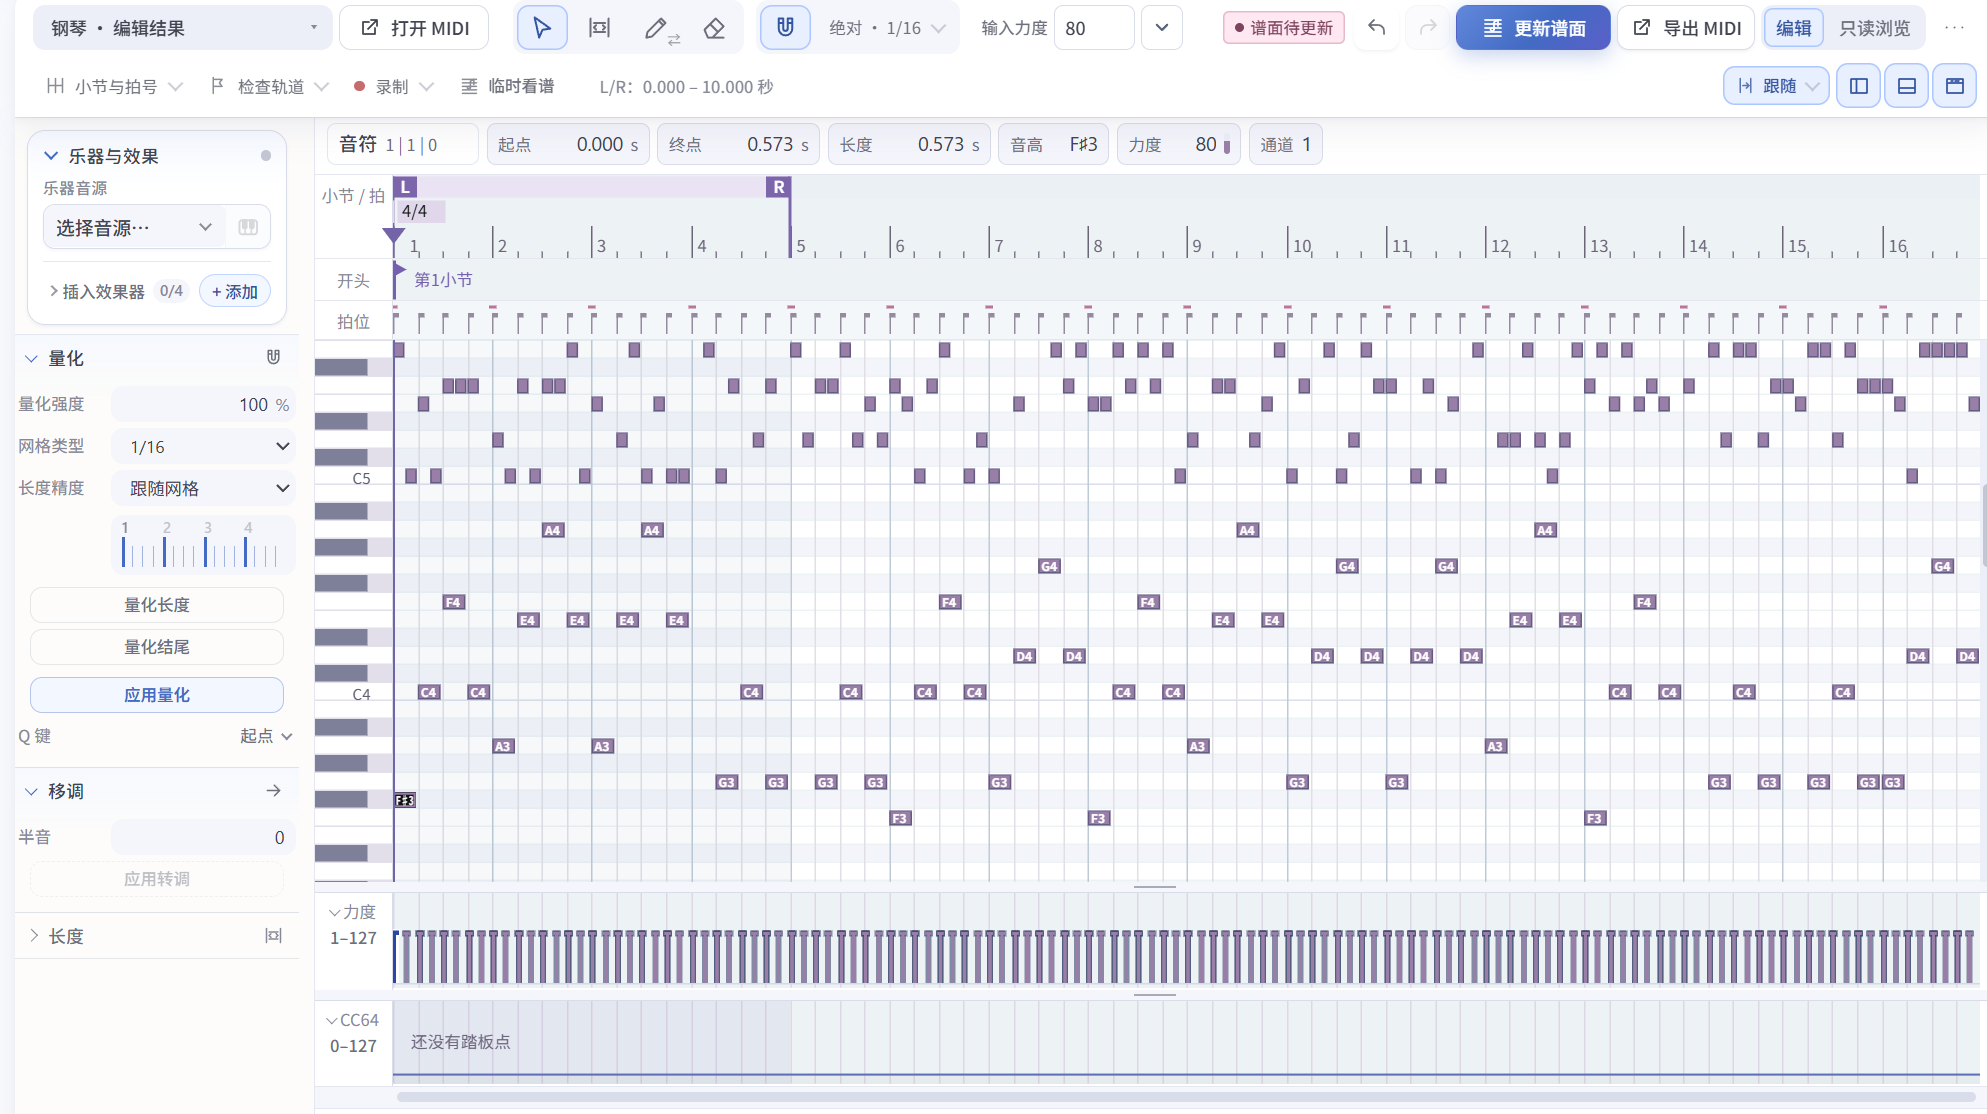 钢琴 • 编辑结果
打开 MIDI
绝对 • 1/16
输入力度 80
谱面待更新
更新谱面
导出 MIDI
编辑
只读浏览
小节与拍号
检查轨道
录制
临时看谱
L/R: 0.000 – 10.000 秒
跟随
乐器与效果
乐器音源
选择音源…
插入效果器 0/4 + 添加
量化
量化强度 100 %
网格类型 1/16
长度精度 跟随网格
1 2 3 4
量化长度
量化结尾
应用量化
Q 键 起点
移调
半音 0
应用转调
长度
音符 1 | 1 | 0
起点 0.000 s
终点 0.573 s
长度 0.573 s
音高 F♯3
力度 80
通道 1
小节 / 拍
L R
4/4
1 2 3 4 5 6 7 8 9 10 11 12 13 14 15 16
开头 第1小节
拍位
C5
A4 A4 A4 A4
G4 G4 G4 G4
F4 F4 F4 F4
E4 E4 E4 E4 E4 E4 E4 E4
D4 D4 D4 D4 D4 D4 D4 D4
C4
C4 C4 C4 C4 C4 C4 C4 C4 C4 C4 C4 C4
A3 A3 A3 A3
G3 G3 G3 G3 G3 G3 G3 G3 G3 G3 G3 G3
F♯3
F3 F3 F3
力度
1–127
CC64
0–127
还没有踏板点